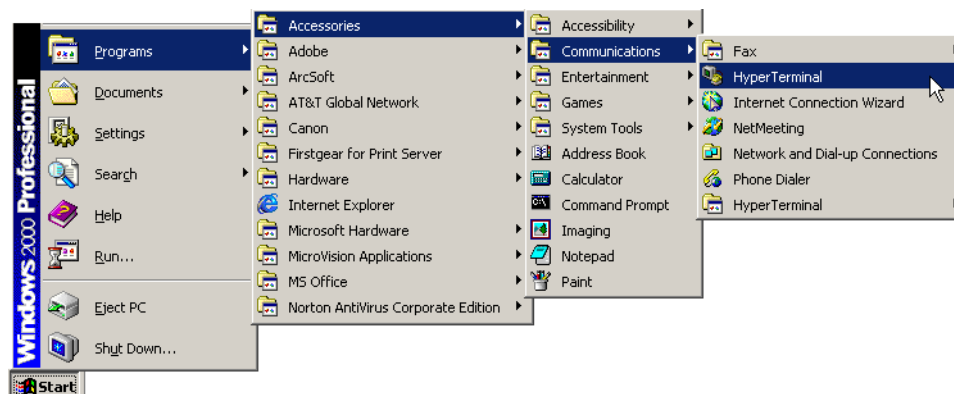 Programs
Documents
Settings
Search
Help
Run...
Eject PC
Shut Down...
Windows 2000 Professional
Start
Accessories
Adobe
ArcSoft
AT&T Global Network
Canon
Firstgear for Print Server
Hardware
Internet Explorer
Microsoft Hardware
MicroVision Applications
MS Office
Norton AntiVirus Corporate Edition
Accessibility
Communications
Entertainment
Games
System Tools
Address Book
Calculator
Command Prompt
Imaging
Notepad
Paint
Fax
HyperTerminal
Internet Connection Wizard
NetMeeting
Network and Dial-up Connections
Phone Dialer
HyperTerminal